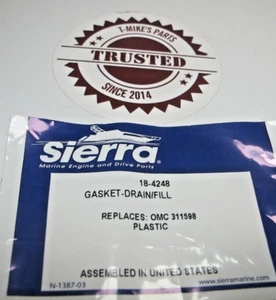 T-MIKE'S PARTS
TRUSTED
SINCE 2014
Sierra
Marine Engine and Drive Parts
18-4248
GASKET-DRAIN/FILL
REPLACES: OMC 311598
PLASTIC
ASSEMBLED IN UNITED STATES
N-1387-03
www.sierramarine.com